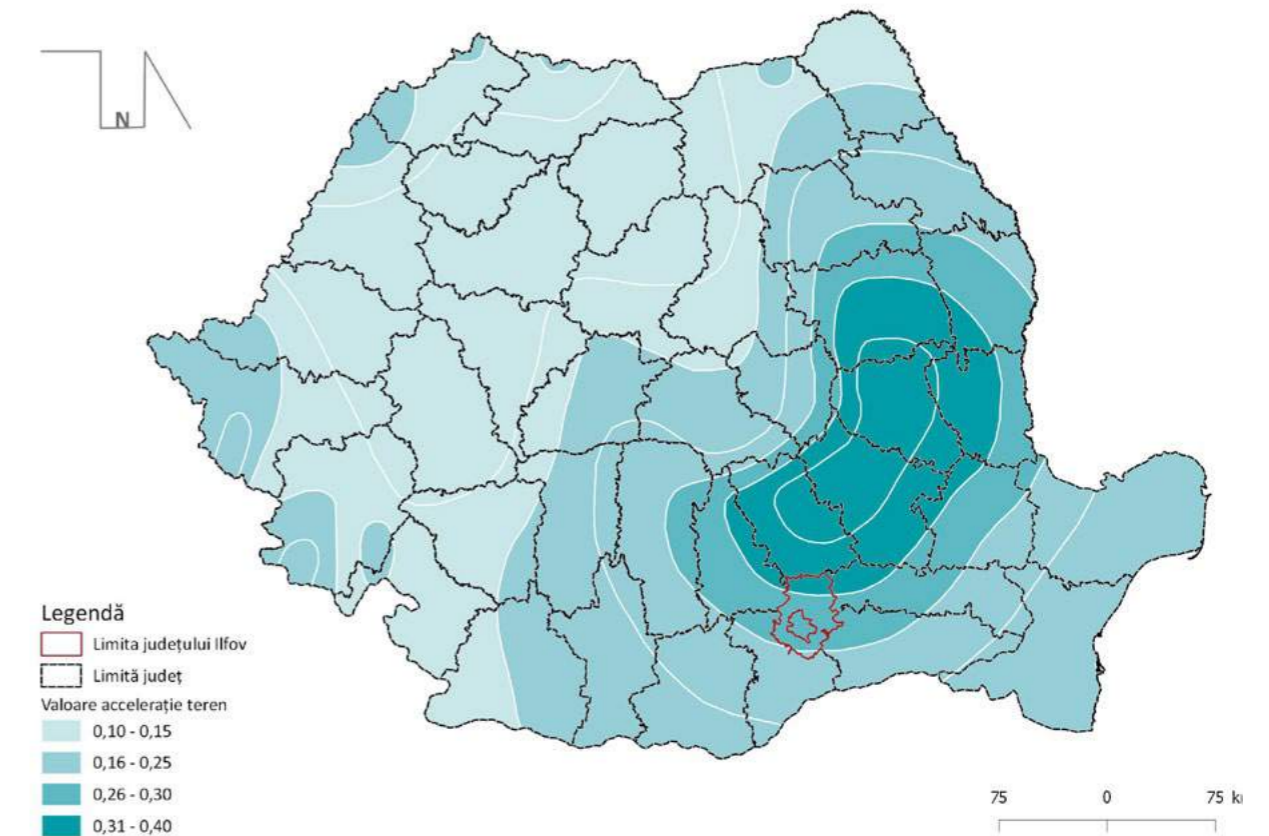 N
Legendă
Limita județului Ilfov
Limită județ
Valoare accelerație teren
0,10 - 0,15
0,16 - 0,25
0,26 - 0,30
0,31 - 0,40
75 0 75 k